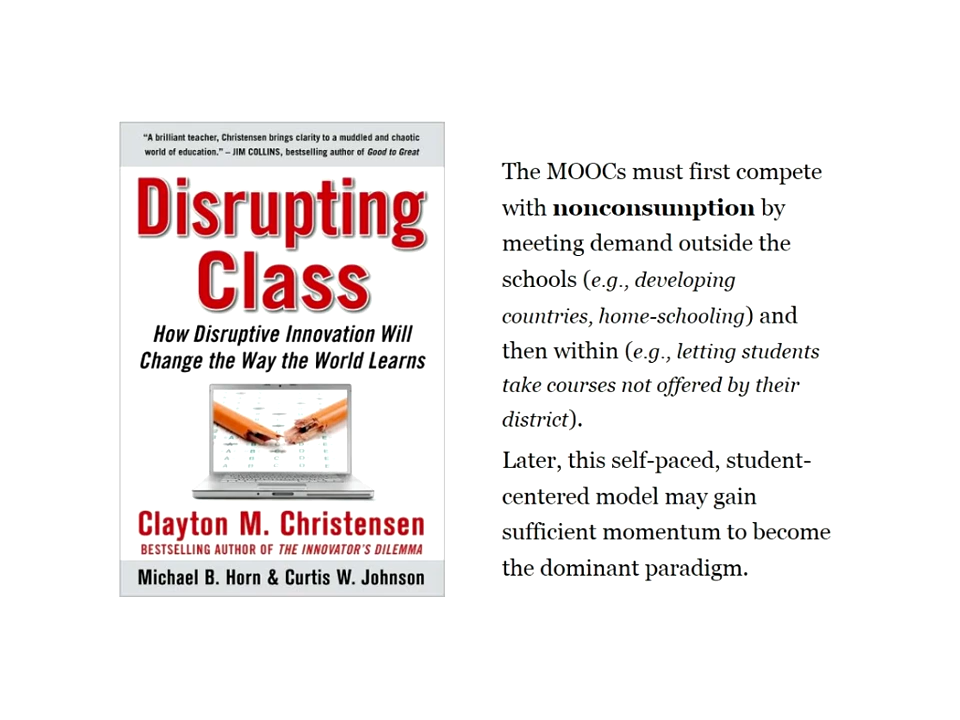 “A brilliant teacher, Christensen brings clarity to a muddled and chaotic
world of education.” – JIM COLLINS, bestselling author of Good to Great
Disrupting
Class
How Disruptive Innovation Will
Change the Way the World Learns
Clayton M. Christensen
BESTSELLING AUTHOR OF THE INNOVATOR'S DILEMMA
Michael B. Horn & Curtis W. Johnson
The MOOCs must first compete
with nonconsumption by
meeting demand outside the
schools (e.g., developing
countries, home-schooling) and
then within (e.g., letting students
take courses not offered by their
district).
Later, this self-paced, student-
centered model may gain
sufficient momentum to become
the dominant paradigm.